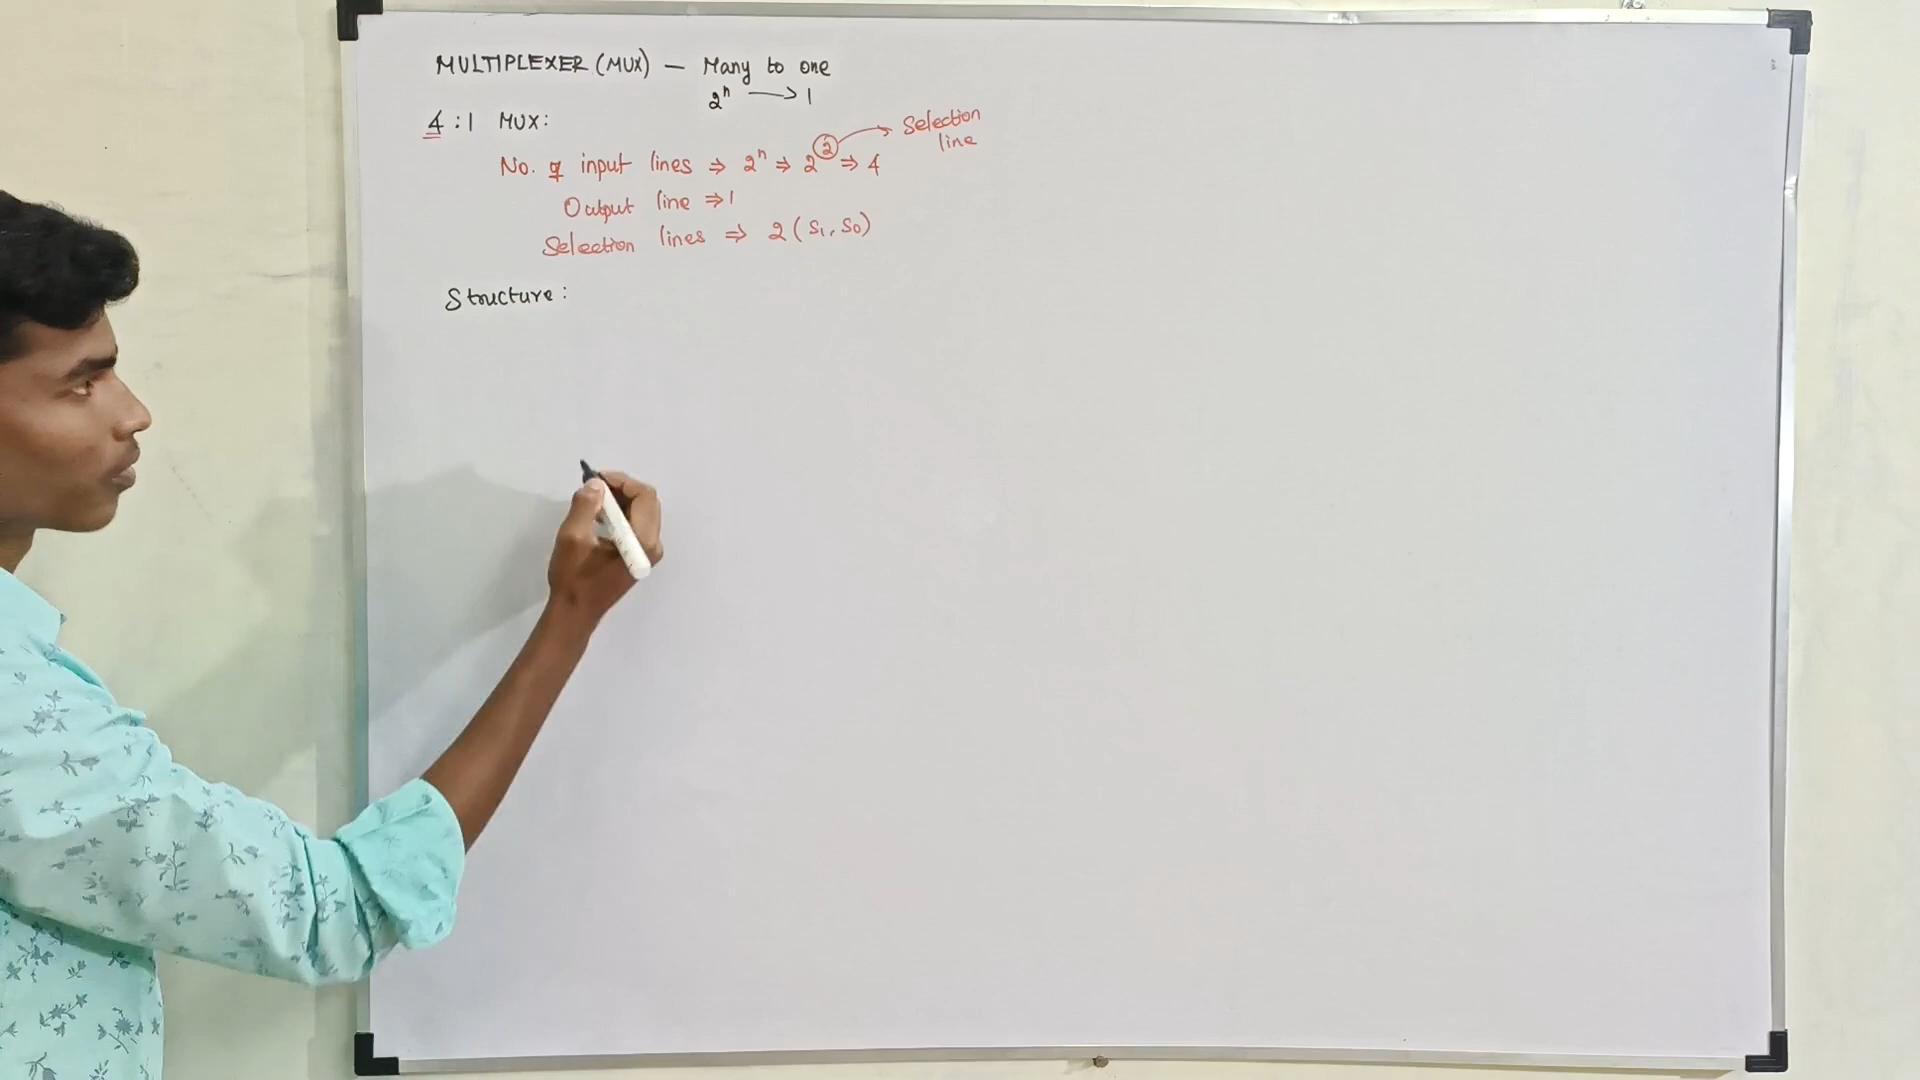 MULTIPLEXER (MUX) — Many to one
2ⁿ ⟶ 1
4 : 1 MUX:
Selection line
No. of input lines ⇒ 2ⁿ ⇒ 2² ⇒ 4
Output line ⇒ 1
Selection lines ⇒ 2 (S₁, S₀)
Structure :